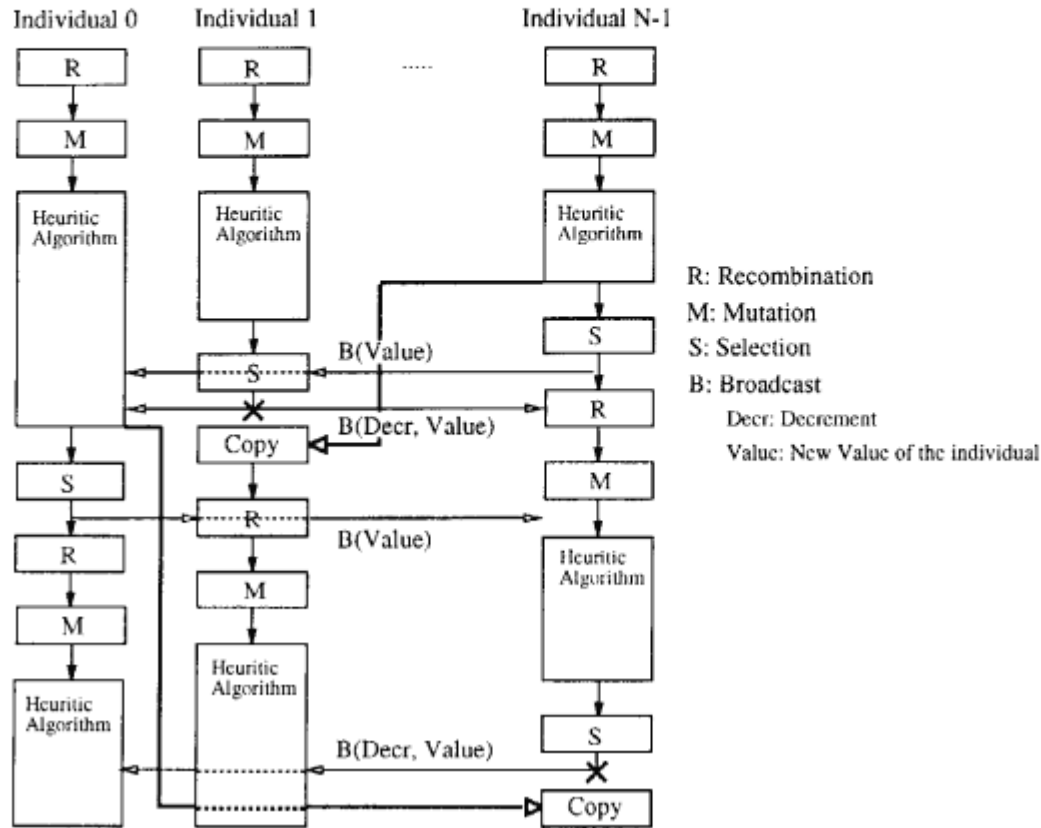 Individual 0 Individual 1 Individual N-1
R R ..... R
M M M
Heuritic
Algorithm
Heuritic
Algorithm
Heuritic
Algorithm
R: Recombination
M: Mutation
S: Selection
B: Broadcast
Decr: Decrement
Value: New Value of the individual
S
B(Value)
S
R
B(Decr, Value)
Copy
M
S
R
B(Value)
R
Heuritic
Algorithm
M
M
Heuritic
Algorithm
Heuritic
Algorithm
S
B(Decr, Value)
Copy